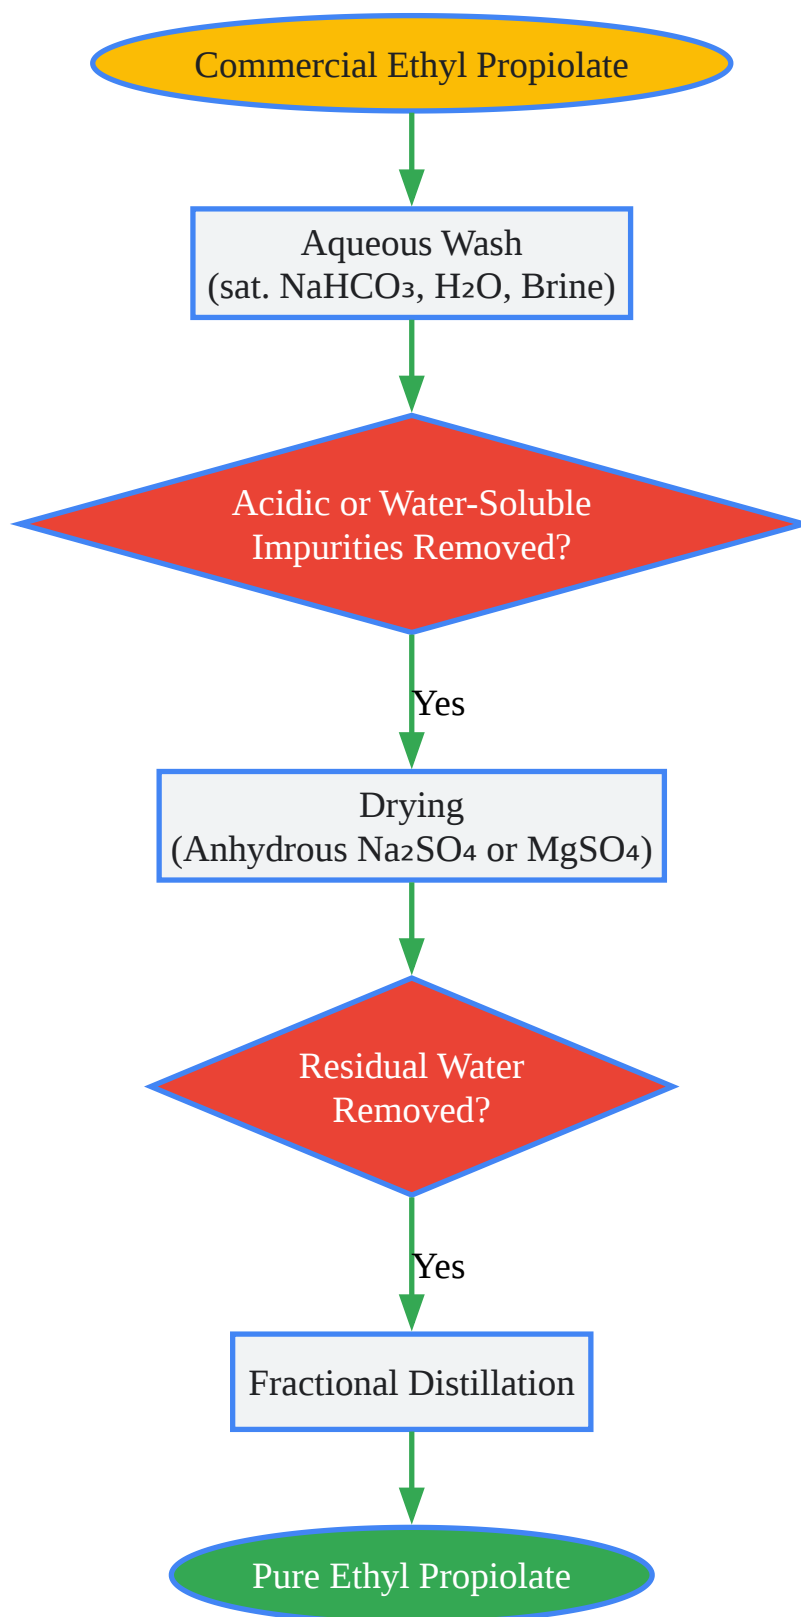 Commercial Ethyl Propiolate
Aqueous Wash
(sat. NaHCO₃, H₂O, Brine)
Acidic or Water-Soluble
Impurities Removed?
Yes
Drying
(Anhydrous Na₂SO₄ or MgSO₄)
Residual Water
Removed?
Yes
Fractional Distillation
Pure Ethyl Propiolate